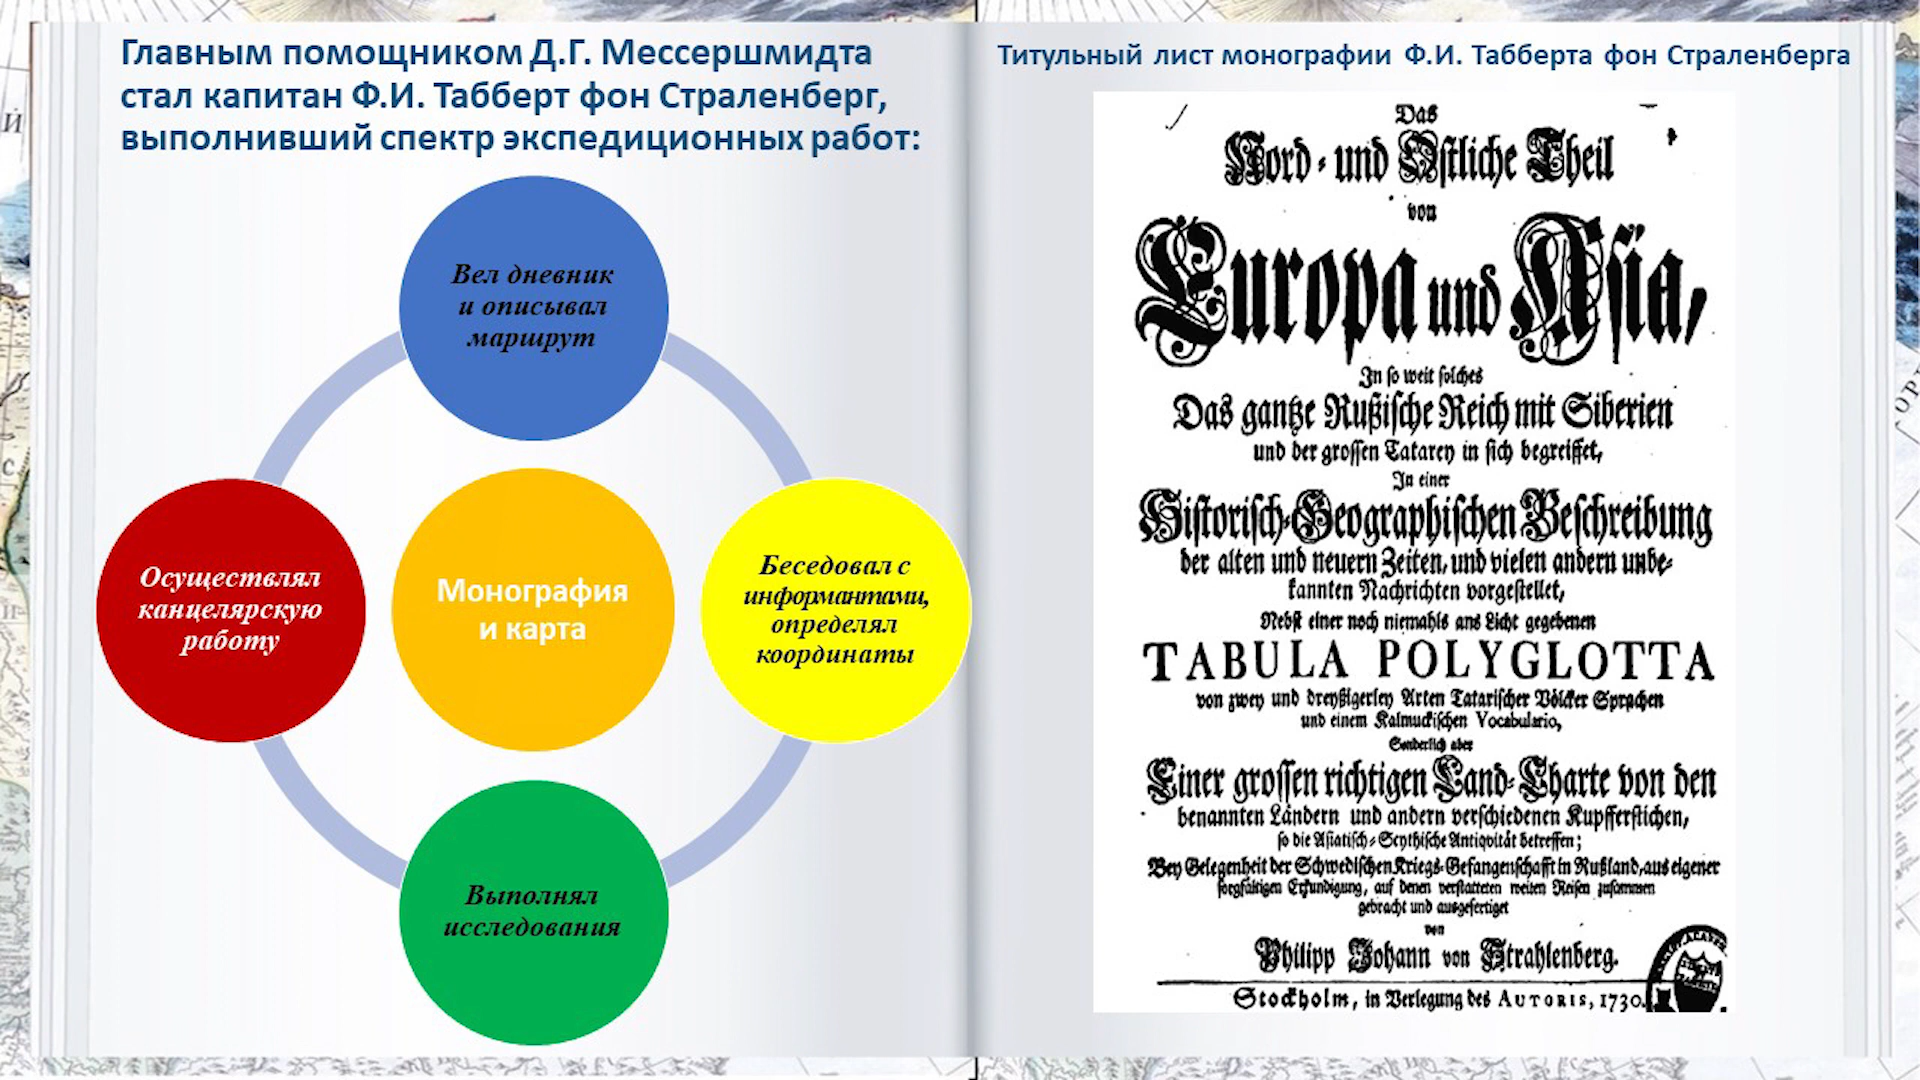 Главным помощником Д.Г. Мессершмидта
стал капитан Ф.И. Табберт фон Страленберг,
выполнивший спектр экспедиционных работ:
Вел дневник
и описывал
маршрут
Осуществлял
канцелярскую
работу
Монография
и карта
Беседовал с
информантами,
определял
координаты
Выполнял
исследования
Титульный лист монографии Ф.И. Табберта фон Страленберга
Das
Nord- und Ostliche Theil
von
Europa und Asia,
In so weit solches
Das gantze Rußische Reich mit Siberien
und der grossen Tatarey in sich begreiffet,
In einer
Historisch-Geographischen Beschreibung
der alten und neuern Zeiten, und vielen andern unbe-
kannten Nachrichten vorgestellet,
Nebst einer noch niemahls ans Licht gegebenen
TABULA POLYGLOTTA
von zwey und dreyßigerley Arten Tatarischer Völcker Sprachen
und einem Kalmuckischen Vocabulario,
Sonderlich aber
Einer grossen richtigen Land-Charte von den
benannten Ländern und andern verschiedenen Kupfferstichen,
so die Asiatisch-Scythische Antiqvität betreffen;
Bey Gelegenheit der Schwedischen Kriegs-Gefangenschafft in Rußland, aus eigener
sorgfältigen Erkundigung, auf denen verstatteten weiten Reisen zusammen
gebracht und ausgefertiget
von
Philipp Johann von Strahlenberg.
Stockholm, in Verlegung des AUTORIS, 1730.